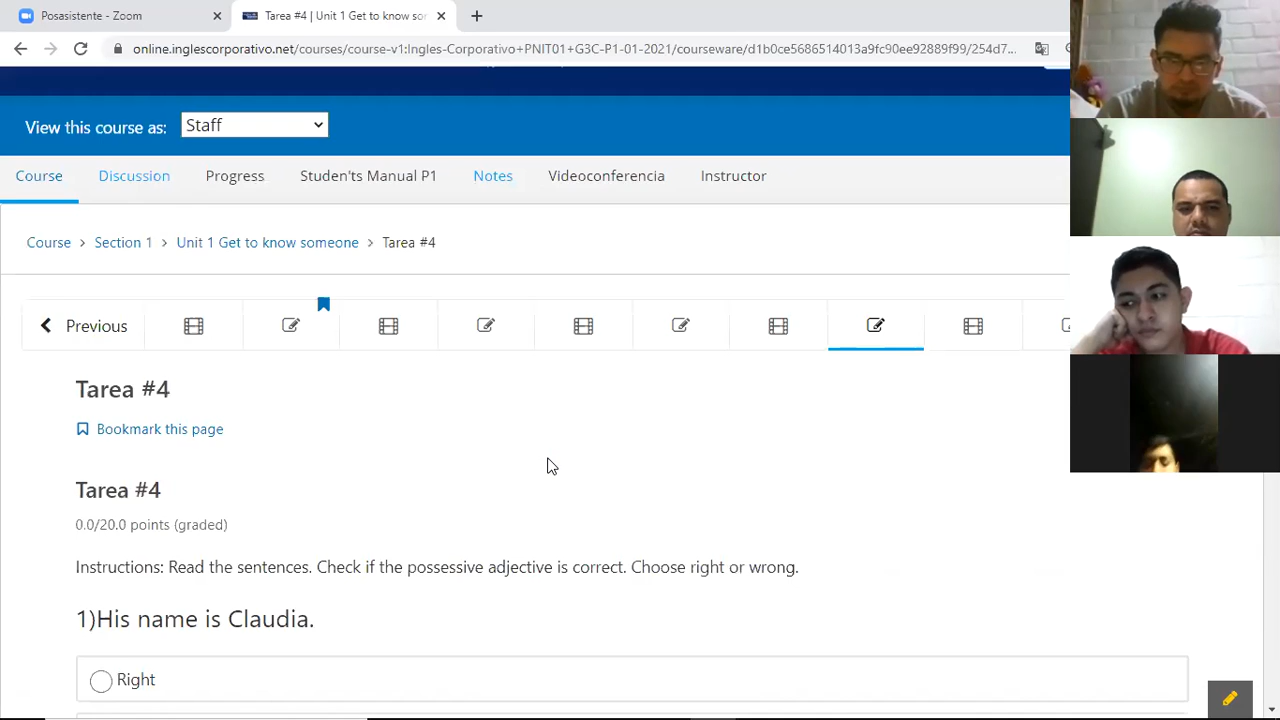 Posasistente - Zoom
Tarea #4 | Unit 1 Get to know so
online.inglescorporativo.net/courses/course-v1:Ingles-Corporativo+PNIT01+G3C-P1-01-2021/courseware/d1b0ce5686514013a9fc90ee92889f99/254d7...
View this course as: Staff
Course Discussion Progress Studen'ts Manual P1 Notes Videoconferencia Instructor
Course > Section 1 > Unit 1 Get to know someone > Tarea #4
Previous
Tarea #4
Bookmark this page
Tarea #4
0.0/20.0 points (graded)
Instructions: Read the sentences. Check if the possessive adjective is correct. Choose right or wrong.
1)His name is Claudia.
Right